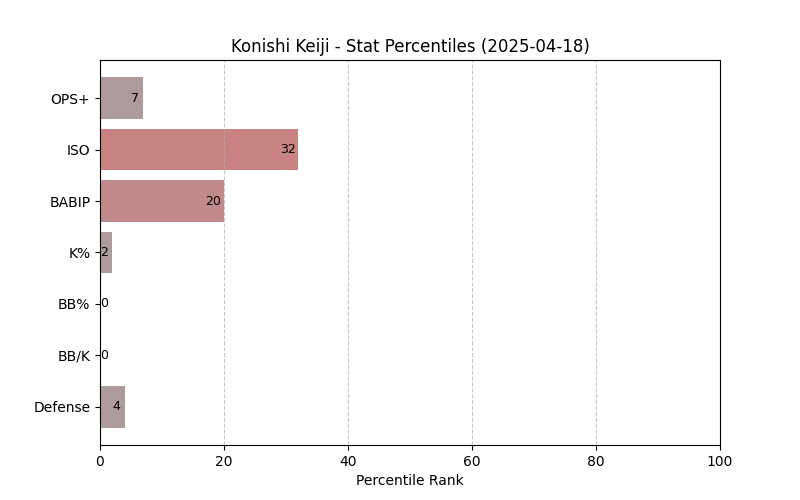 Konishi Keiji - Stat Percentiles (2025-04-18)
OPS+ 7
ISO 32
BABIP 20
K% 2
BB% 0
BB/K 0
Defense 4
0 20 40 60 80 100
Percentile Rank